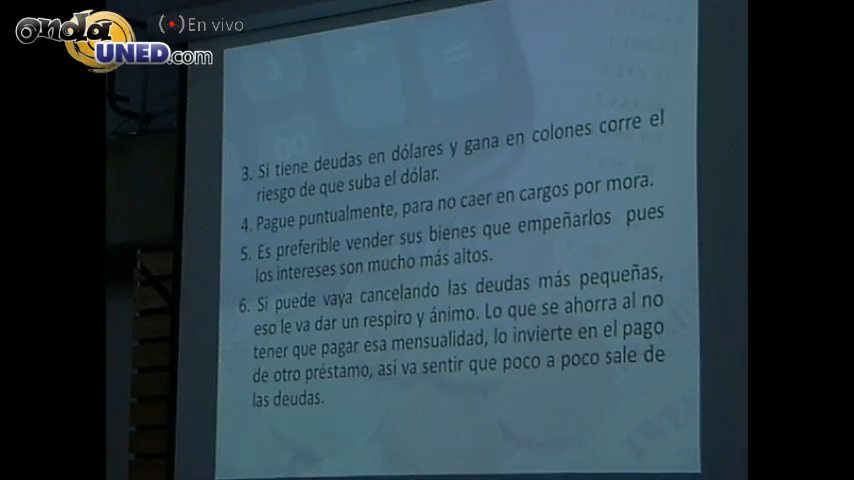 onda
UNED.com
(•) En vivo
3. Si tiene deudas en dólares y gana en colones corre el
riesgo de que suba el dólar.
4. Pague puntualmente, para no caer en cargos por mora.
5. Es preferible vender sus bienes que empeñarlos pues
los intereses son mucho más altos.
6. Si puede vaya cancelando las deudas más pequeñas,
eso le va dar un respiro y ánimo. Lo que se ahorra al no
tener que pagar esa mensualidad, lo invierte en el pago
de otro préstamo, así va sentir que poco a poco sale de
las deudas.